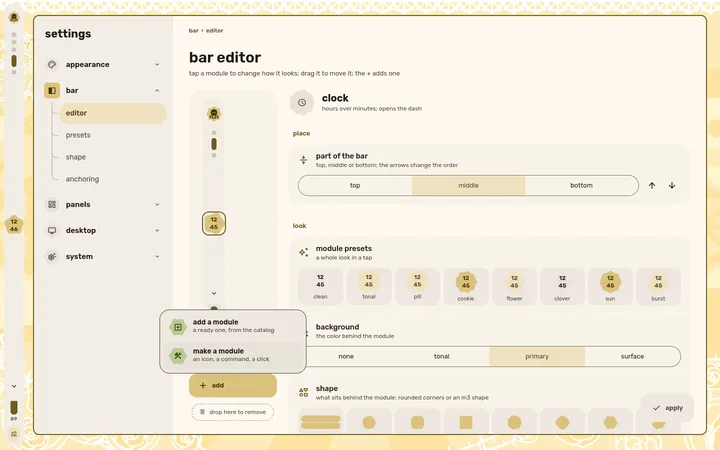 settings
appearance
bar
editor
presets
shape
anchoring
panels
desktop
system
12
46
89
bar › editor
bar editor
tap a module to change how it looks; drag it to move it; the + adds one
12
45
add a module
a ready one, from the catalog
make a module
an icon, a command, a click
add
drop here to remove
clock
hours over minutes; opens the dash
place
part of the bar
top, middle or bottom; the arrows change the order
top middle bottom
look
module presets
a whole look in a tap
12 12 12 12 12 12 12 12
45 45 45 45 45 45 45 45
clean tonal pill cookie flower clover sun burst
background
the color behind the module
none tonal primary surface
shape
what sits behind the module: rounded corners or an m3 shape
apply